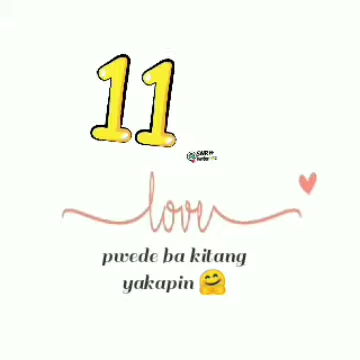 11
love
pwede ba kitang
yakapin 🤗